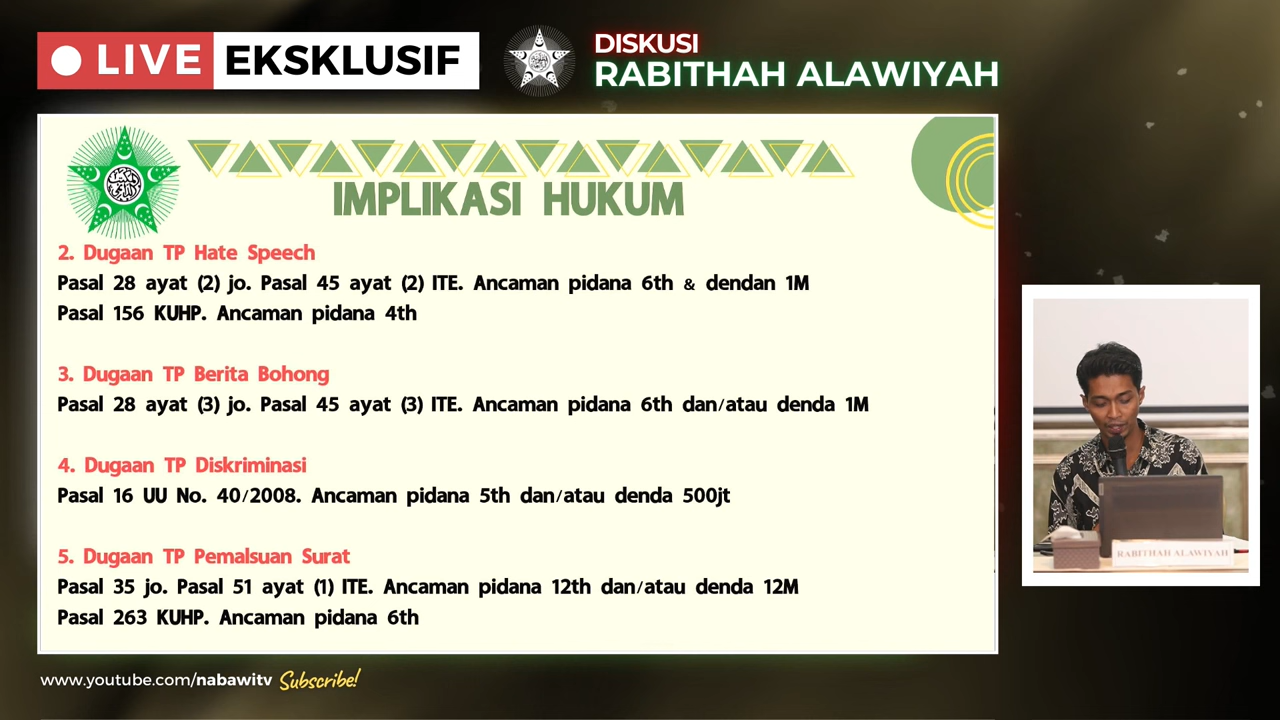 LIVE EKSKLUSIF
DISKUSI
RABITHAH ALAWIYAH
IMPLIKASI HUKUM
2. Dugaan TP Hate Speech
Pasal 28 ayat (2) jo. Pasal 45 ayat (2) ITE. Ancaman pidana 6th & dendan 1M
Pasal 156 KUHP. Ancaman pidana 4th
3. Dugaan TP Berita Bohong
Pasal 28 ayat (3) jo. Pasal 45 ayat (3) ITE. Ancaman pidana 6th dan/atau denda 1M
4. Dugaan TP Diskriminasi
Pasal 16 UU No. 40/2008. Ancaman pidana 5th dan/atau denda 500jt
5. Dugaan TP Pemalsuan Surat
Pasal 35 jo. Pasal 51 ayat (1) ITE. Ancaman pidana 12th dan/atau denda 12M
Pasal 263 KUHP. Ancaman pidana 6th
RABITHAH ALAWIYAH
www.youtube.com/nabawitv Subscribe!